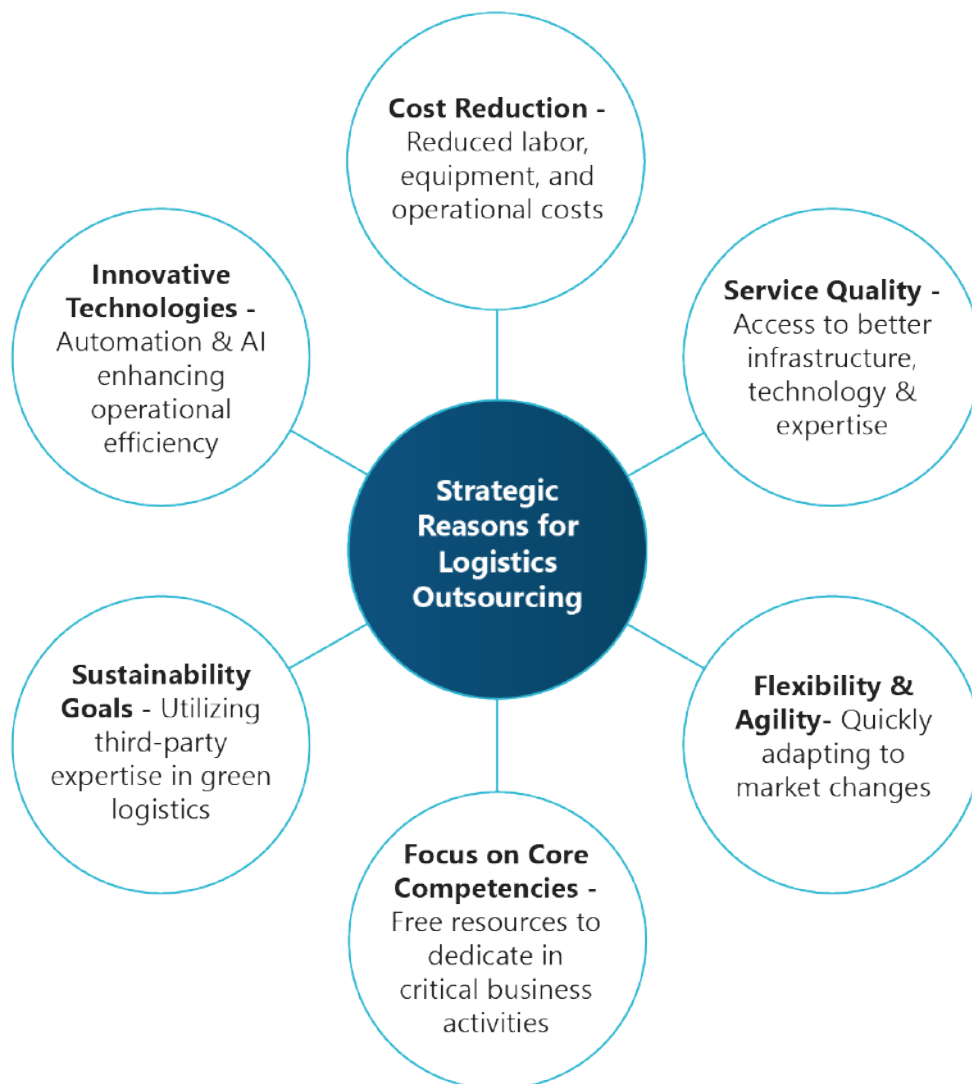 Cost Reduction -
Reduced labor,
equipment, and
operational costs
Service Quality -
Access to better
infrastructure,
technology &
expertise
Flexibility &
Agility- Quickly
adapting to
market changes
Focus on Core
Competencies -
Free resources to
dedicate in
critical business
activities
Sustainability
Goals - Utilizing
third-party
expertise in green
logistics
Innovative
Technologies -
Automation & AI
enhancing
operational
efficiency
Strategic
Reasons for
Logistics
Outsourcing